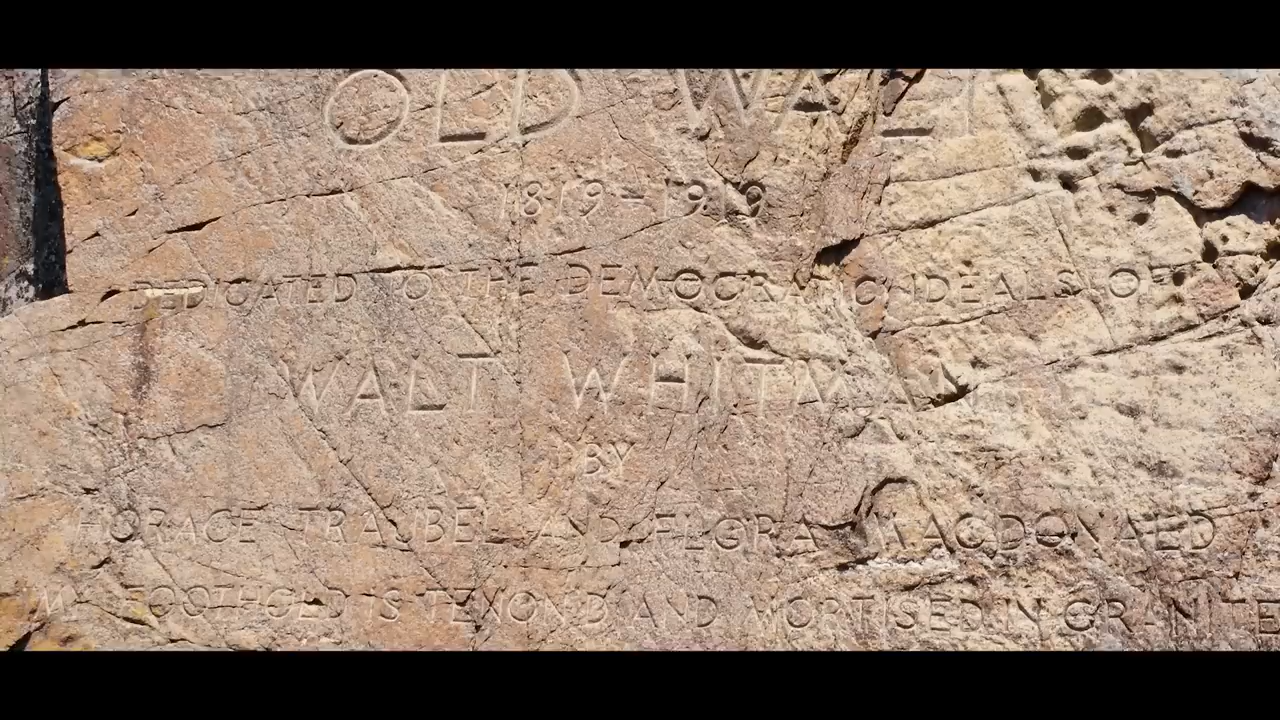 OLD WALT
1819-1919
DEDICATED TO THE DEMOCRATIC IDEALS OF
WALT WHITMAN
BY
HORACE TRAUBEL AND FLORA MACDONALD
MY FOOTHOLD IS TENON'D AND MORTISED IN GRANITE